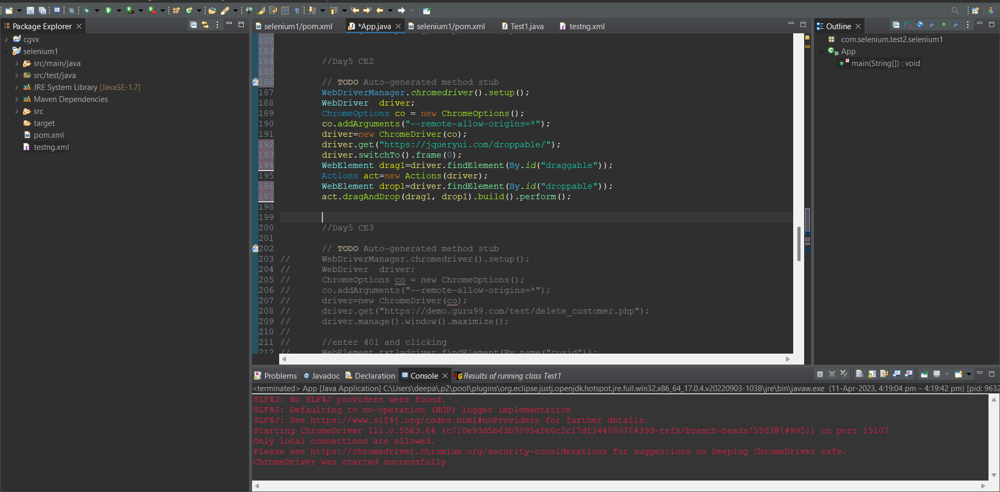 Package Explorer
cgvx
selenium1
src/main/java
src/test/java
JRE System Library [JavaSE-1.7]
Maven Dependencies
src
target
pom.xml
testng.xml
selenium1/pom.xml
*App.java
selenium1/pom.xml
Test1.java
testng.xml
182
183
184 //Day5 CE2
185
186 // TODO Auto-generated method stub
187 WebDriverManager.chromedriver().setup();
188 WebDriver  driver;
189 ChromeOptions co = new ChromeOptions();
190 co.addArguments("--remote-allow-origins=*");
191 driver=new ChromeDriver(co);
192 driver.get("https://jqueryui.com/droppable/");
193 driver.switchTo().frame(0);
194 WebElement drag1=driver.findElement(By.id("draggable"));
195 Actions act=new Actions(driver);
196 WebElement drop1=driver.findElement(By.id("droppable"));
197 act.dragAndDrop(drag1, drop1).build().perform();
198
199
200 //Day5 CE3
201
202 // TODO Auto-generated method stub
203 // WebDriverManager.chromedriver().setup();
204 // WebDriver  driver;
205 // ChromeOptions co = new ChromeOptions();
206 // co.addArguments("--remote-allow-origins=*");
207 // driver=new ChromeDriver(co);
208 // driver.get("https://demo.guru99.com/test/delete_customer.php");
209 // driver.manage().window().maximize();
210 //
211 // //enter 401 and clicking
212 // WebElement txt1=driver.findElement(By.name("cusid"));
Outline
com.selenium.test2.selenium1
App
main(String[]) : void
Problems
Javadoc
Declaration
Console
Results of running class Test1
<terminated> App [Java Application] C:\Users\deepa\.p2\pool\plugins\org.eclipse.justj.openjdk.hotspot.jre.full.win32.x86_64_17.0.4.v20220903-1038\jre\bin\javaw.exe  (11-Apr-2023, 4:19:04 pm – 4:19:42 pm) [pid: 9632
SLF4J: No SLF4J providers were found.
SLF4J: Defaulting to no-operation (NOP) logger implementation
SLF4J: See https://www.slf4j.org/codes.html#noProviders for further details.
Starting ChromeDriver 111.0.5563.64 (c710e93d5b63b7095afe8c2c17df34408078439d-refs/branch-heads/5563@{#995}) on port 15107
Only local connections are allowed.
Please see https://chromedriver.chromium.org/security-considerations for suggestions on keeping ChromeDriver safe.
ChromeDriver was started successfully.